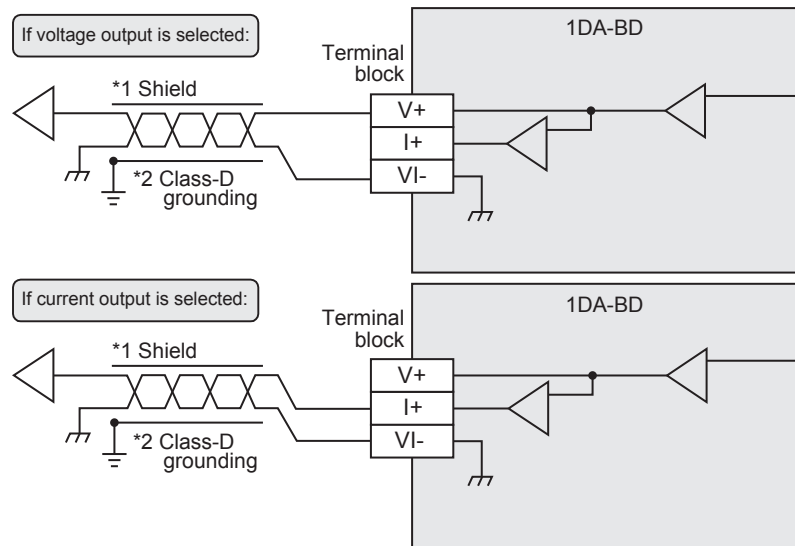 If voltage output is selected:
1DA-BD
Terminal
block
*1 Shield
V+
I+
VI-
*2 Class-D
grounding
If current output is selected:
1DA-BD
Terminal
block
*1 Shield
V+
I+
VI-
*2 Class-D
grounding